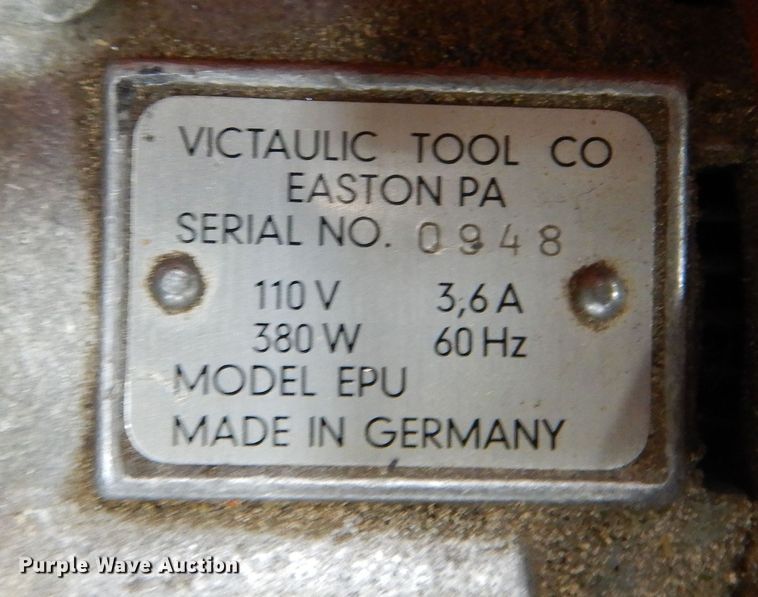 VICTAULIC TOOL CO
EASTON PA
SERIAL NO. 0948
110 V 3,6 A
380 W 60 Hz
MODEL EPU
MADE IN GERMANY
Purple Wave Auction